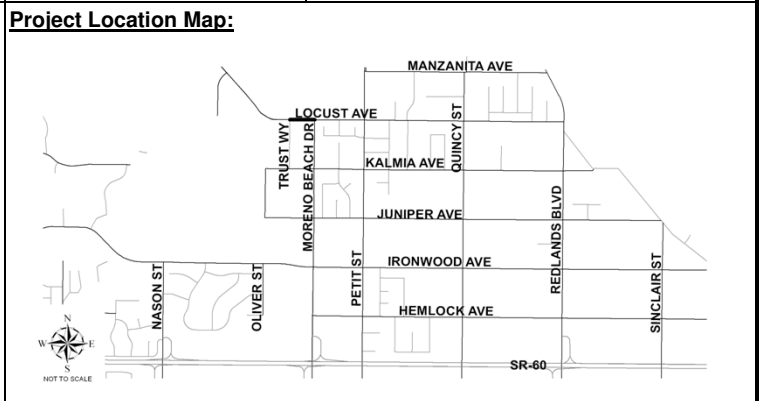 Project Location Map:
MANZANITA AVE
LOCUST AVE
QUINCY ST
TRUST WY
MORENO BEACH DR
KALMIA AVE
JUNIPER AVE
REDLANDS BLVD
IRONWOOD AVE
NASON ST
OLIVER ST
PETIT ST
SINCLAIR ST
HEMLOCK AVE
N
W E
S
NOT TO SCALE
SR-60